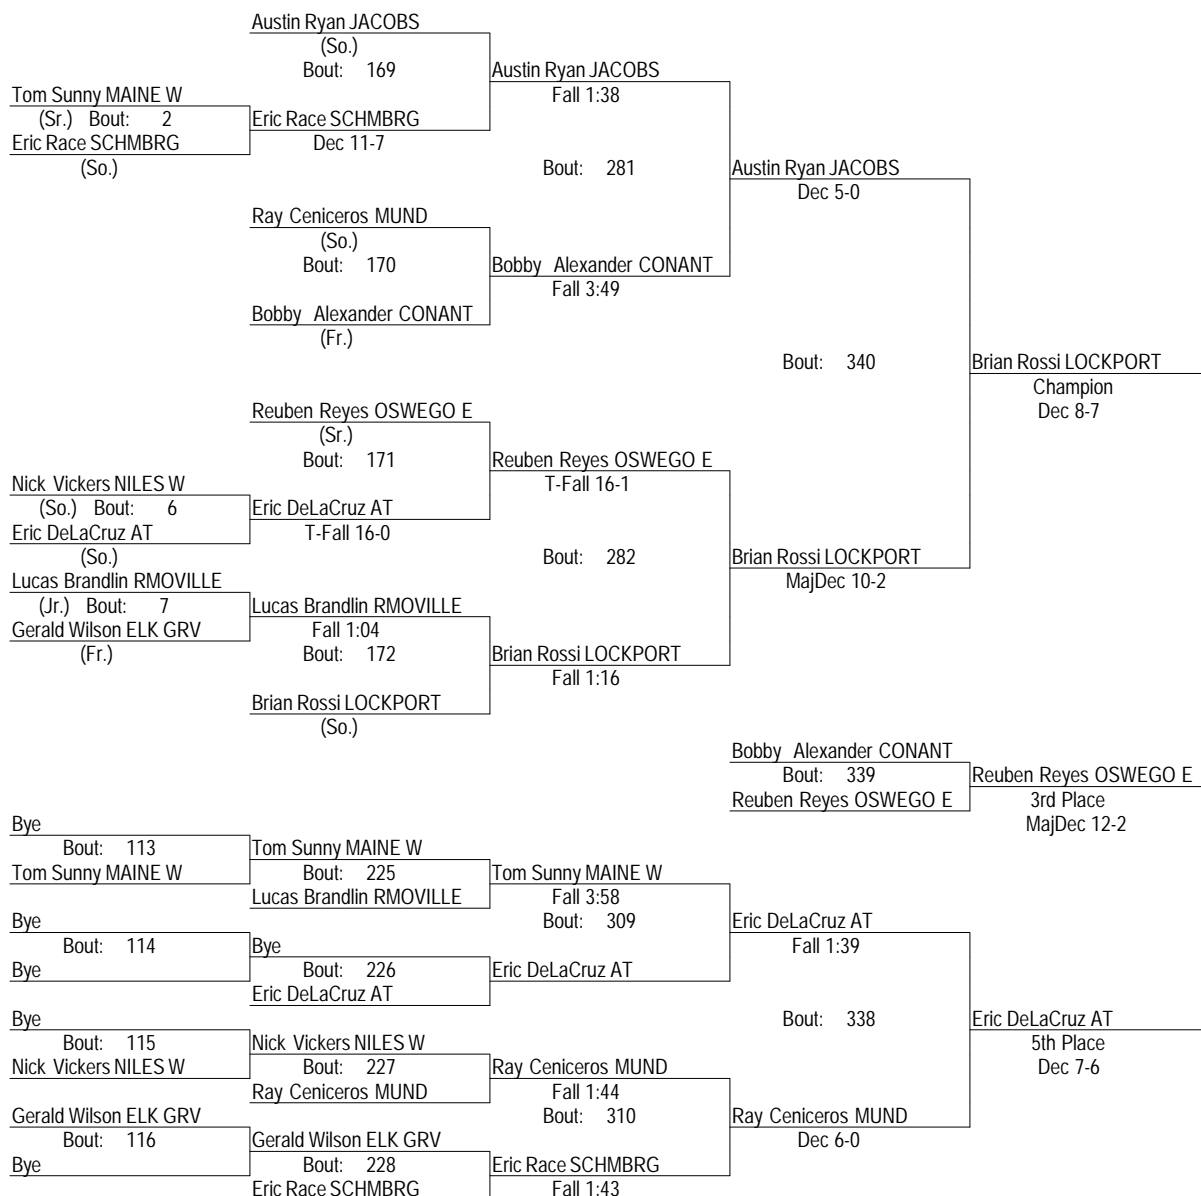 Austin Ryan JACOBS
(So.)
Bout: 169
Austin Ryan JACOBS
Fall 1:38
Tom Sunny MAINE W
(Sr.) Bout: 2
Eric Race SCHMBRG
Dec 11-7
Eric Race SCHMBRG
(So.)
Bout: 281
Austin Ryan JACOBS
Dec 5-0
Ray Ceniceros MUND
(So.)
Bout: 170
Bobby Alexander CONANT
Fall 3:49
Bobby Alexander CONANT
(Fr.)
Bout: 340
Brian Rossi LOCKPORT
Champion
Dec 8-7
Reuben Reyes OSWEGO E
(Sr.)
Bout: 171
Reuben Reyes OSWEGO E
T-Fall 16-1
Nick Vickers NILES W
(So.) Bout: 6
Eric DeLaCruz AT
T-Fall 16-0
Eric DeLaCruz AT
(So.)
Bout: 282
Brian Rossi LOCKPORT
MajDec 10-2
Lucas Brandlin RMOVILLE
(Jr.) Bout: 7
Lucas Brandlin RMOVILLE
Fall 1:04
Gerald Wilson ELK GRV
(Fr.)
Bout: 172
Brian Rossi LOCKPORT
Fall 1:16
Brian Rossi LOCKPORT
(So.)
Bobby Alexander CONANT
Bout: 339
Reuben Reyes OSWEGO E
Reuben Reyes OSWEGO E
3rd Place
MajDec 12-2
Bye
Bout: 113
Tom Sunny MAINE W
Tom Sunny MAINE W
Bout: 225
Tom Sunny MAINE W
Lucas Brandlin RMOVILLE
Fall 3:58
Bye
Bout: 309
Eric DeLaCruz AT
Bout: 114
Bye
Fall 1:39
Bye
Bout: 226
Eric DeLaCruz AT
Eric DeLaCruz AT
Bye
Bout: 338
Eric DeLaCruz AT
Bout: 115
Nick Vickers NILES W
5th Place
Nick Vickers NILES W
Bout: 227
Ray Ceniceros MUND
Dec 7-6
Ray Ceniceros MUND
Fall 1:44
Gerald Wilson ELK GRV
Bout: 310
Ray Ceniceros MUND
Bout: 116
Gerald Wilson ELK GRV
Dec 6-0
Bye
Bout: 228
Eric Race SCHMBRG
Eric Race SCHMBRG
Fall 1:43